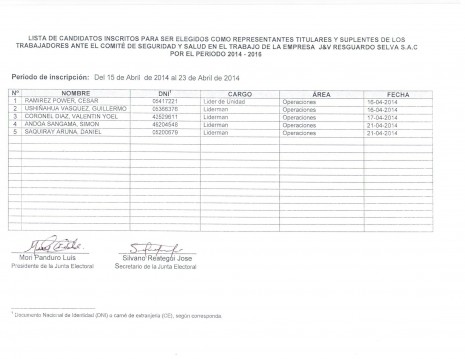 LISTA DE CANDIDATOS INSCRITOS PARA SER ELEGIDOS COMO REPRESENTANTES TITULARES Y SUPLENTES DE LOS
TRABAJADORES ANTE EL COMITÉ DE SEGURIDAD Y SALUD EN EL TRABAJO DE LA EMPRESA J&V RESGUARDO SELVA S.A.C
POR EL PERIODO 2014 - 2016
Periodo de inscripción: Del 15 de Abril de 2014 al 23 de Abril de 2014
Nº NOMBRE DNI¹ CARGO ÁREA FECHA
1 RAMIREZ POWER, CESAR 05417221 Lider de Unidad Operaciones 16-04-2014
2 USHIÑAHUA VASQUEZ, GUILLERMO Liderman Operaciones 16-04-2014
3 CORONEL DIAZ, VALENTIN YOEL 42529611 Liderman Operaciones 17-04-2014
4 ANDOA SANGAMA, SIMON Liderman Operaciones 21-04-2014
5 SAQUIRAY ARUNA, DANIEL Liderman Operaciones 21-04-2014
Mori Panduro Luis Silvano Reategui Jose
Presidente de la Junta Electoral Secretario de la Junta Electoral
¹ Documento Nacional de Identidad (DNI) o carné de extranjería (CE), según corresponda